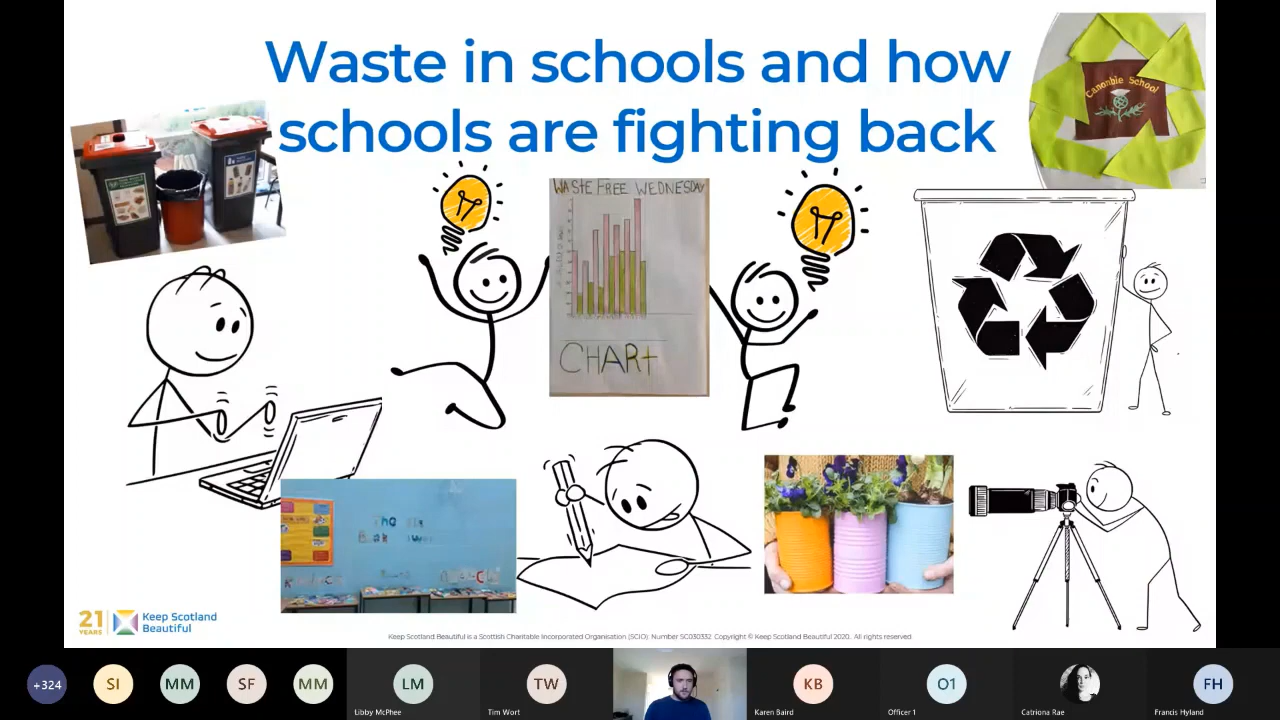 Waste in schools and how
schools are fighting back
Canonbie School
WASTE FREE WEDNESDAY
CHART
21
YEARS
Keep Scotland
Beautiful
Keep Scotland Beautiful is a Scottish Charitable Incorporated Organisation (SCIO): Number SC030332. Copyright © Keep Scotland Beautiful 2020. All rights reserved.
+324
SI
MM
SF
MM
LM
Libby McPhee
TW
Tim Wort
KB
Karen Baird
O1
Officer 1
Catriona Rae
FH
Francis Hyland